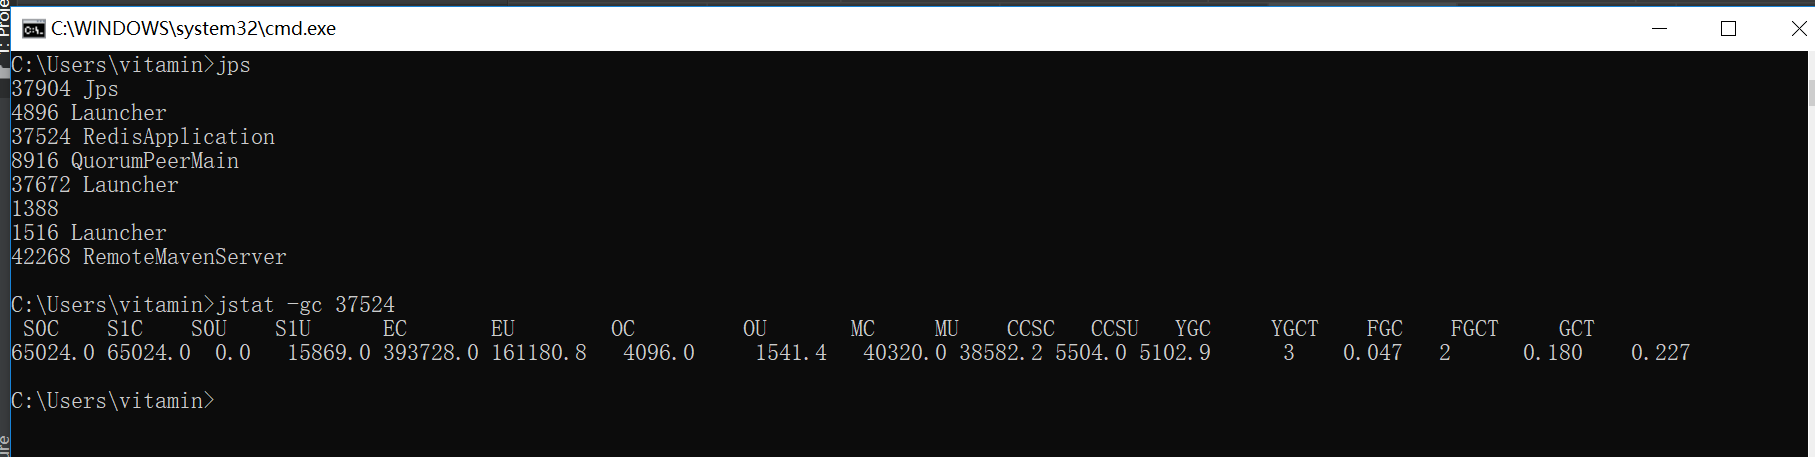 1: Proje
C:\WINDOWS\system32\cmd.exe
C:\Users\vitamin>jps
37904 Jps
4896 Launcher
37524 RedisApplication
8916 QuorumPeerMain
37672 Launcher
1388
1516 Launcher
42268 RemoteMavenServer
C:\Users\vitamin>jstat -gc 37524
S0C S1C S0U S1U EC EU OC OU MC MU CCSC CCSU YGC YGCT FGC FGCT GCT
65024.0 65024.0 0.0 15869.0 393728.0 161180.8 4096.0 1541.4 40320.0 38582.2 5504.0 5102.9 3 0.047 2 0.180 0.227
C:\Users\vitamin>